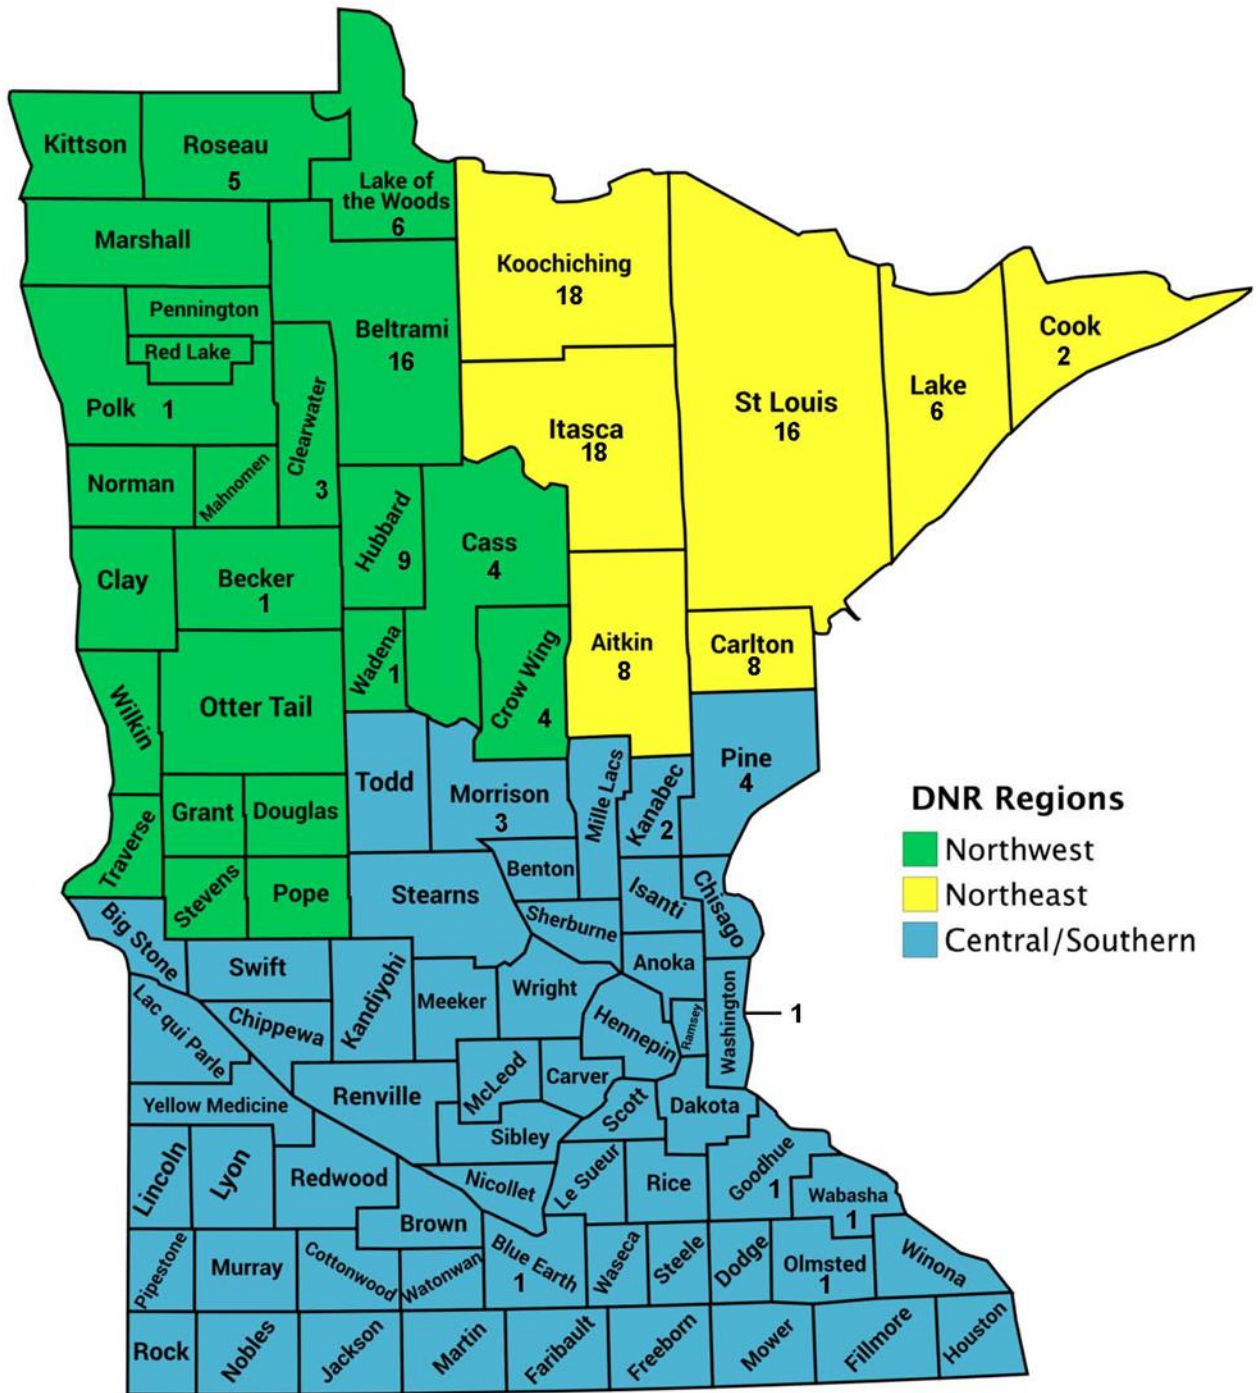 Kittson
Roseau
5
Lake of
the Woods
6
Marshall
Koochiching
18
Pennington
Beltrami
16
Red Lake
Cook
2
Polk 1
Clearwater
3
Lake
6
St Louis
16
Itasca
18
Norman
Mahnomen
Hubbard
9
Cass
4
Clay
Becker
1
Wadena
1
Crow Wing
4
Aitkin
8
Carlton
8
Wilkin
Otter Tail
Todd
Morrison
3
Mille Lacs
Kanabec
2
Pine
4
Traverse
Grant
Douglas
Stevens
Pope
Stearns
Benton
Isanti
Chisago
DNR Regions
Northwest
Northeast
Central/Southern
Big Stone
Sherburne
Swift
Kandiyohi
Meeker
Wright
Anoka
Lac qui Parle
Chippewa
Hennepin
Ramsey
Washington
1
Renville
McLeod
Carver
Scott
Dakota
Yellow Medicine
Sibley
Lincoln
Lyon
Redwood
Nicollet
Le Sueur
Rice
Goodhue
1
Wabasha
1
Brown
Pipestone
Murray
Cottonwood
Watonwan
Blue Earth
1
Waseca
Steele
Dodge
Olmsted
1
Winona
Rock
Nobles
Jackson
Martin
Faribault
Freeborn
Mower
Fillmore
Houston